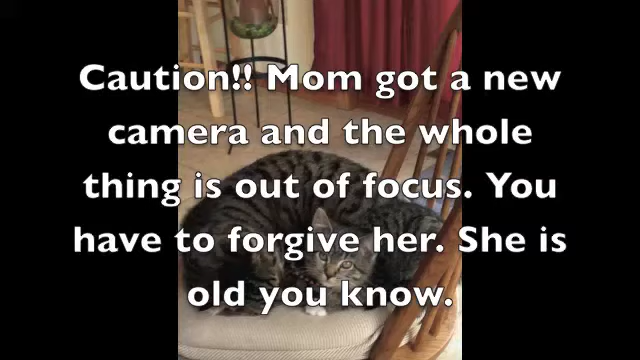 Caution!! Mom got a new
camera and the whole
thing is out of focus. You
have to forgive her. She is
old you know.